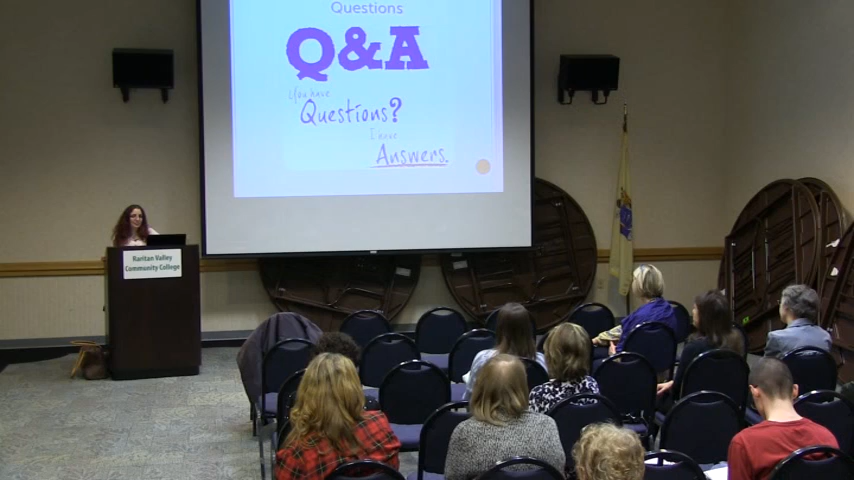 Questions
Q&A
You have
Questions?
I have
Answers.
Raritan Valley
Community College